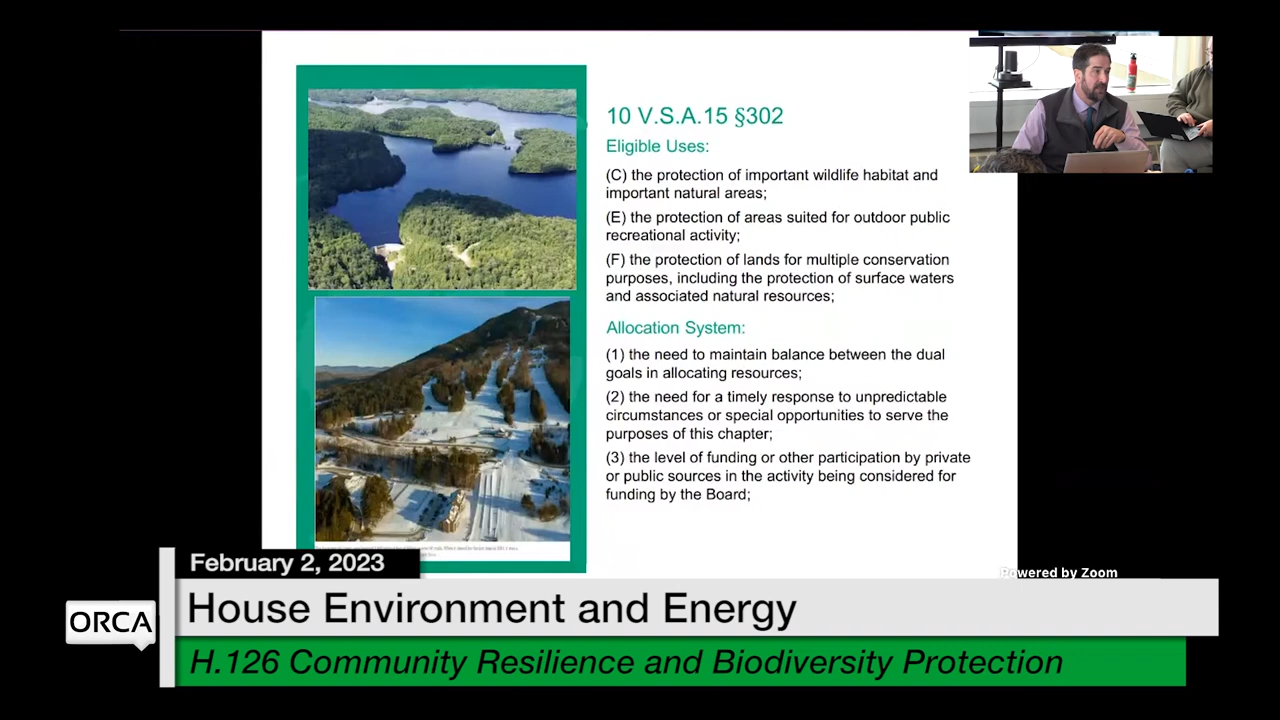 10 V.S.A.15 §302
Eligible Uses:
(C) the protection of important wildlife habitat and
important natural areas;
(E) the protection of areas suited for outdoor public
recreational activity;
(F) the protection of lands for multiple conservation
purposes, including the protection of surface waters
and associated natural resources;
Allocation System:
(1) the need to maintain balance between the dual
goals in allocating resources;
(2) the need for a timely response to unpredictable
circumstances or special opportunities to serve the
purposes of this chapter;
(3) the level of funding or other participation by private
or public sources in the activity being considered for
funding by the Board;
Powered by Zoom
February 2, 2023
ORCA
House Environment and Energy
H.126 Community Resilience and Biodiversity Protection